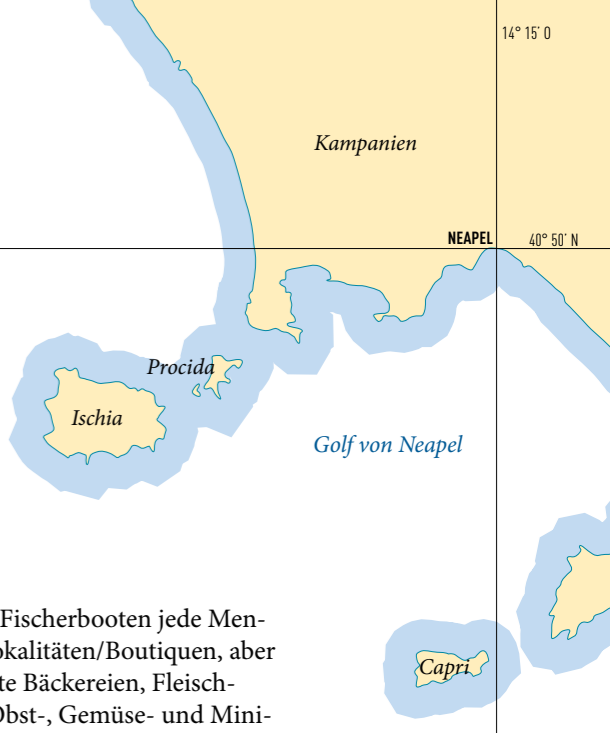 14° 15' O
Kampanien
NEAPEL
40° 50' N
Procida
Ischia
Golf von Neapel
Capri
Fischerbooten jede Men-
okalitäten/Boutiquen, aber
te Bäckereien, Fleisch-
Obst-, Gemüse- und Mini-